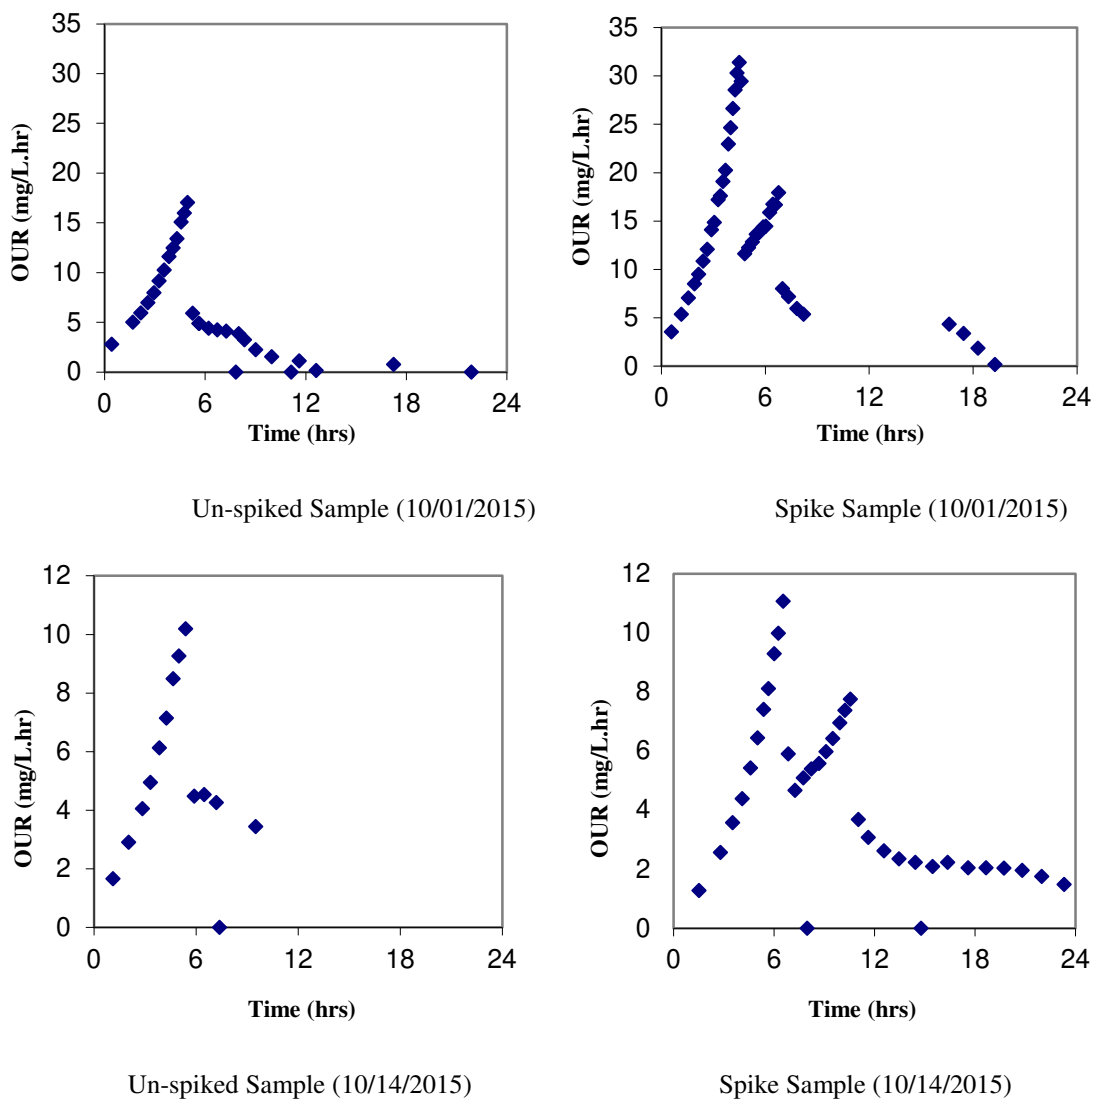 35
30
25
20
15
10
5
0
OUR (mg/L.hr)
0 6 12 18 24
Time (hrs)
Un-spiked Sample (10/01/2015)
35
30
25
20
15
10
5
0
OUR (mg/L.hr)
0 6 12 18 24
Time (hrs)
Spike Sample (10/01/2015)
12
10
8
6
4
2
0
OUR (mg/L.hr)
0 6 12 18 24
Time (hrs)
Un-spiked Sample (10/14/2015)
12
10
8
6
4
2
0
OUR (mg/L.hr)
0 6 12 18 24
Time (hrs)
Spike Sample (10/14/2015)